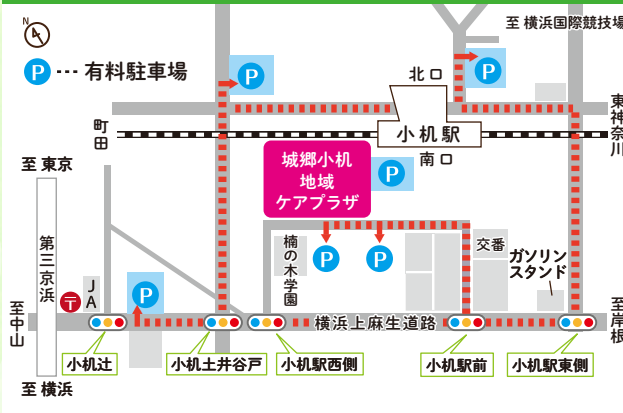 N
至 横浜国際競技場
P … 有料駐車場
P
P
北口
町田
小机駅
東神奈川
南口
至 東京
城郷小机
地域
ケアプラザ
P
第三京浜
楠の木学園
P
P
交番
ガソリン
スタンド
JA
〒
P
至中山
横浜上麻生道路
至岸根
小机辻
小机土井谷戸
小机駅西側
小机駅前
小机駅東側
至 横浜